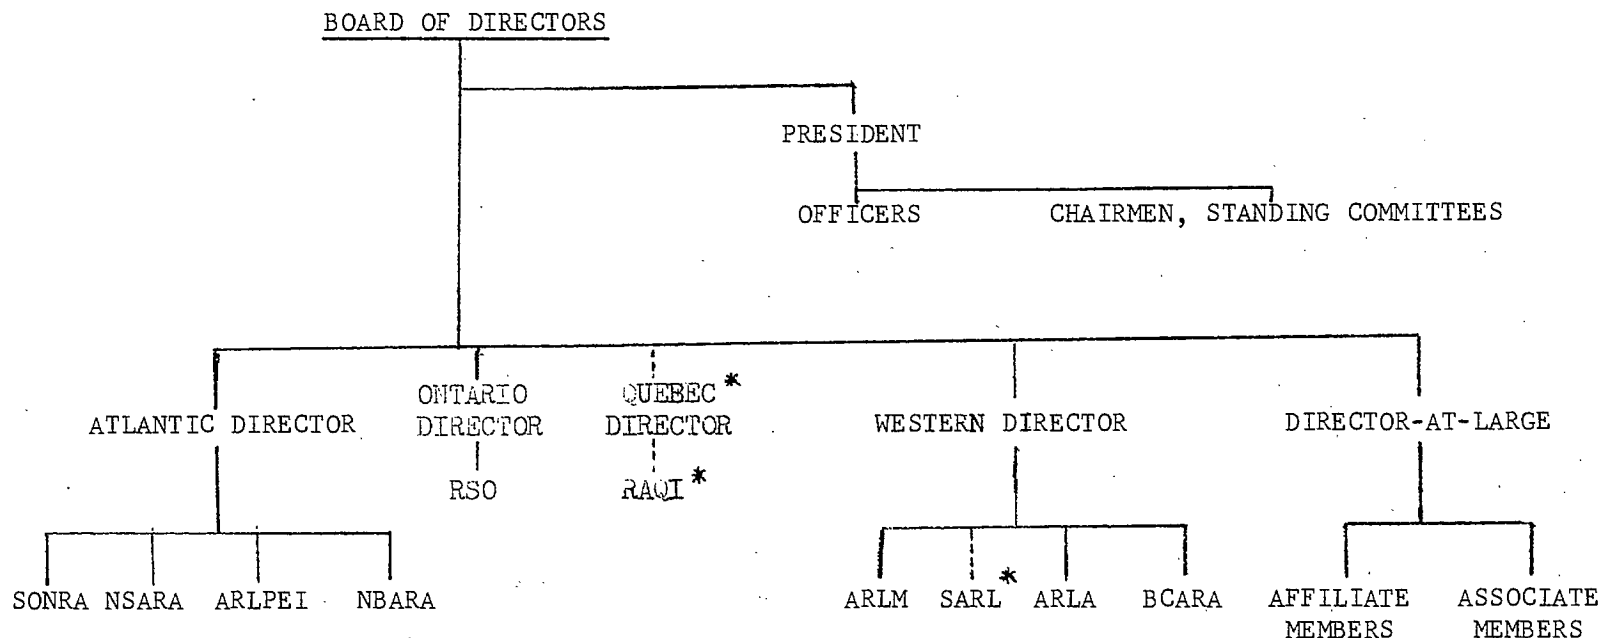 BOARD OF DIRECTORS
PRESIDENT
OFFICERS
CHAIRMEN, STANDING COMMITTEES
ATLANTIC DIRECTOR
ONTARIO
DIRECTOR
QUEBEC*
DIRECTOR
WESTERN DIRECTOR
DIRECTOR-AT-LARGE
RSO
RAQI*
SONRA NSARA ARLPEI NBARA
ARLM SARL* ARLA BCARA
AFFILIATE
MEMBERS
ASSOCIATE
MEMBERS